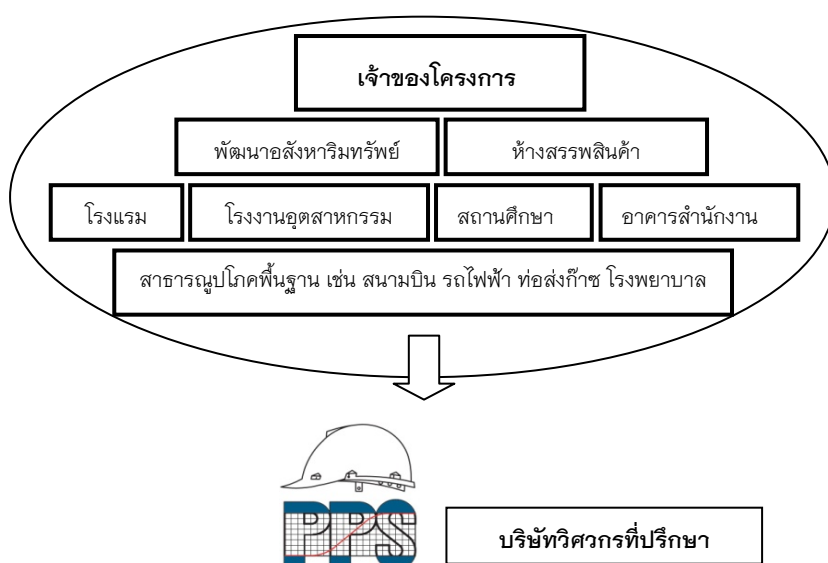 เจ้าของโครงการ
พัฒนาอสังหาริมทรัพย์ ห้างสรรพสินค้า
โรงแรม โรงงานอุตสาหกรรม สถานศึกษา อาคารสำนักงาน
สาธารณูปโภคพื้นฐาน เช่น สนามบิน รถไฟฟ้า ท่อส่งก๊าซ โรงพยาบาล
PPS
บริษัทวิศวกรที่ปรึกษา